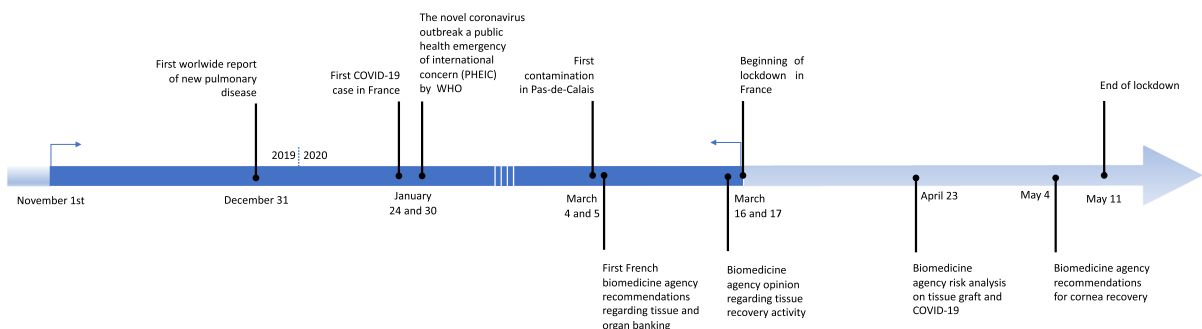 The novel coronavirus
outbreak a public
health emergency
of international
concern (PHEIC)
by WHO
First worlwide report
of new pulmonary
disease
First COVID-19
case in France
First
contamination
in Pas-de-Calais
Beginning of
lockdown in
France
End of lockdown
2019
2020
November 1st
December 31
January
24 and 30
March
4 and 5
March
16 and 17
April 23
May 4
May 11
First French
biomedicine agency
recommendations
regarding tissue and
organ banking
Biomedicine
agency opinion
regarding tissue
recovery activity
Biomedicine
agency risk analysis
on tissue graft and
COVID-19
Biomedicine agency
recommendations
for cornea recovery